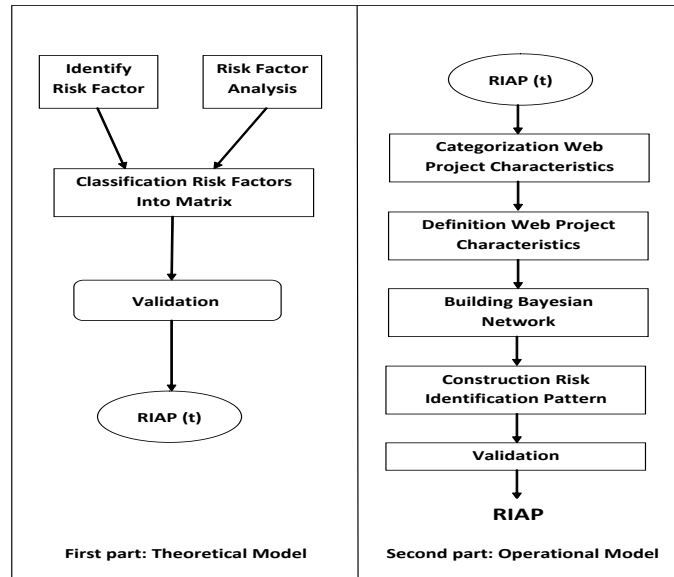 Identify
Risk Factor
Risk Factor
Analysis
Classification Risk Factors
Into Matrix
Validation
RIAP (t)
First part: Theoretical Model
RIAP (t)
Categorization Web
Project Characteristics
Definition Web Project
Characteristics
Building Bayesian
Network
Construction Risk
Identification Pattern
Validation
RIAP
Second part: Operational Model